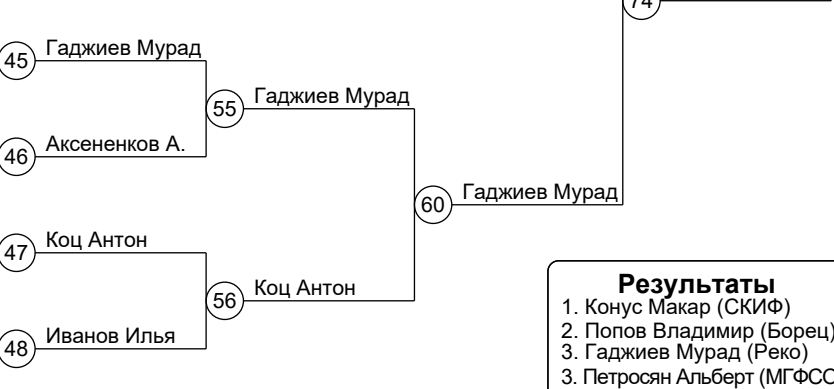 74
45 Гаджиев Мурад
55 Гаджиев Мурад
46 Аксененков А.
60 Гаджиев Мурад
47 Коц Антон
56 Коц Антон
48 Иванов Илья
Результаты
1. Конус Макар (СКИФ)
2. Попов Владимир (Борец)
3. Гаджиев Мурад (Реко)
3. Петросян Альберт (МГФСО